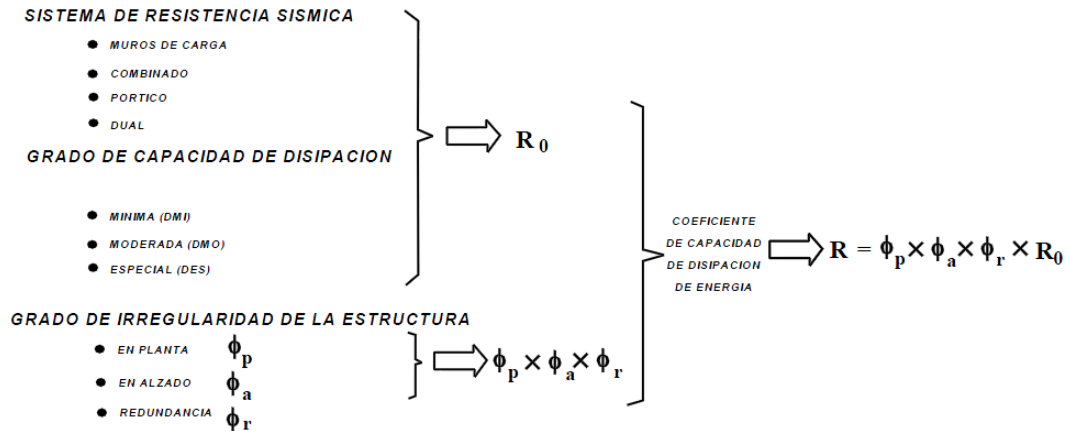 SISTEMA DE RESISTENCIA SISMICA
● MUROS DE CARGA
● COMBINADO
● PORTICO
● DUAL
R₀
GRADO DE CAPACIDAD DE DISIPACION
● MINIMA (DMI)
● MODERADA (DMO)
● ESPECIAL (DES)
COEFICIENTE
DE CAPACIDAD
DE DISIPACION
DE ENERGIA
R = ϕₚ × ϕₐ × ϕᵣ × R₀
GRADO DE IRREGULARIDAD DE LA ESTRUCTURA
● EN PLANTA ϕₚ
● EN ALZADO ϕₐ
● REDUNDANCIA ϕᵣ
ϕₚ × ϕₐ × ϕᵣ